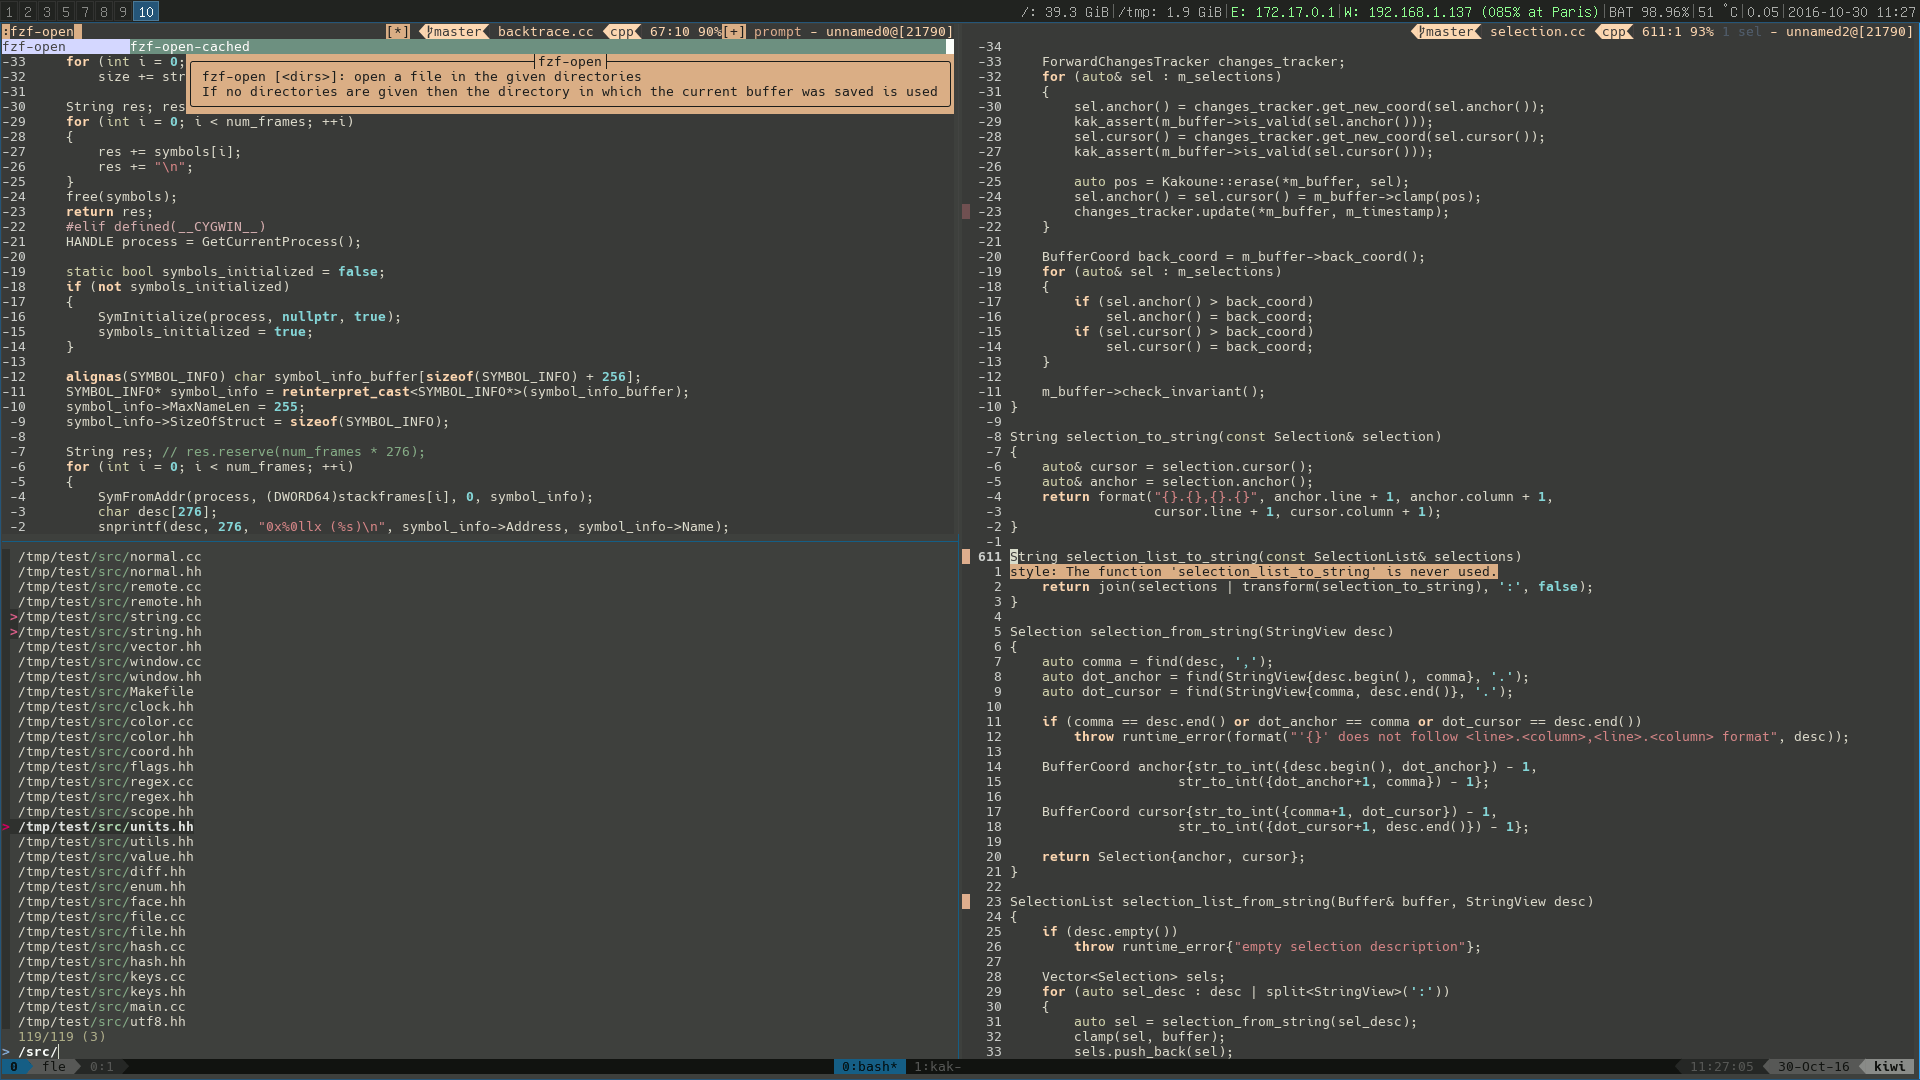 1 2 3 5 7 8 9 10 /: 39.3 GiB|/tmp: 1.9 GiB|E: 172.17.0.1|W: 192.168.1.137 (085% at Paris)|BAT 98.96%|51 °C|0.05|2016-10-30 11:27
:fzf-open [*] master backtrace.cc cpp 67:10 90%[+] prompt - unnamed0@[21790]
fzf-open fzf-open-cached
-33 for (int i = 0;
fzf-open
-32 size += str
fzf-open [<dirs>]: open a file in the given directories
-31
If no directories are given then the directory in which the current buffer was saved is used
-30 String res; res
-29 for (int i = 0; i < num_frames; ++i)
-28 {
-27 res += symbols[i];
-26 res += "\n";
-25 }
-24 free(symbols);
-23 return res;
-22 #elif defined(__CYGWIN__)
-21 HANDLE process = GetCurrentProcess();
-20
-19 static bool symbols_initialized = false;
-18 if (not symbols_initialized)
-17 {
-16 SymInitialize(process, nullptr, true);
-15 symbols_initialized = true;
-14 }
-13
-12 alignas(SYMBOL_INFO) char symbol_info_buffer[sizeof(SYMBOL_INFO) + 256];
-11 SYMBOL_INFO* symbol_info = reinterpret_cast<SYMBOL_INFO*>(symbol_info_buffer);
-10 symbol_info->MaxNameLen = 255;
-9 symbol_info->SizeOfStruct = sizeof(SYMBOL_INFO);
-8
-7 String res; // res.reserve(num_frames * 276);
-6 for (int i = 0; i < num_frames; ++i)
-5 {
-4 SymFromAddr(process, (DWORD64)stackframes[i], 0, symbol_info);
-3 char desc[276];
-2 snprintf(desc, 276, "0x%0llx (%s)\n", symbol_info->Address, symbol_info->Name);
/tmp/test/src/normal.cc
/tmp/test/src/normal.hh
/tmp/test/src/remote.cc
/tmp/test/src/remote.hh
>/tmp/test/src/string.cc
>/tmp/test/src/string.hh
/tmp/test/src/vector.hh
/tmp/test/src/window.cc
/tmp/test/src/window.hh
/tmp/test/src/Makefile
/tmp/test/src/clock.hh
/tmp/test/src/color.cc
/tmp/test/src/color.hh
/tmp/test/src/coord.hh
/tmp/test/src/flags.hh
/tmp/test/src/regex.cc
/tmp/test/src/regex.hh
/tmp/test/src/scope.hh
> /tmp/test/src/units.hh
/tmp/test/src/utils.hh
/tmp/test/src/value.hh
/tmp/test/src/diff.hh
/tmp/test/src/enum.hh
/tmp/test/src/face.hh
/tmp/test/src/file.cc
/tmp/test/src/file.hh
/tmp/test/src/hash.cc
/tmp/test/src/hash.hh
/tmp/test/src/keys.cc
/tmp/test/src/keys.hh
/tmp/test/src/main.cc
/tmp/test/src/utf8.hh
119/119 (3)
> /src/
master selection.cc cpp 611:1 93% 1 sel - unnamed2@[21790]
-34
-33 ForwardChangesTracker changes_tracker;
-32 for (auto& sel : m_selections)
-31 {
-30 sel.anchor() = changes_tracker.get_new_coord(sel.anchor());
-29 kak_assert(m_buffer->is_valid(sel.anchor()));
-28 sel.cursor() = changes_tracker.get_new_coord(sel.cursor());
-27 kak_assert(m_buffer->is_valid(sel.cursor()));
-26
-25 auto pos = Kakoune::erase(*m_buffer, sel);
-24 sel.anchor() = sel.cursor() = m_buffer->clamp(pos);
-23 changes_tracker.update(*m_buffer, m_timestamp);
-22 }
-21
-20 BufferCoord back_coord = m_buffer->back_coord();
-19 for (auto& sel : m_selections)
-18 {
-17 if (sel.anchor() > back_coord)
-16 sel.anchor() = back_coord;
-15 if (sel.cursor() > back_coord)
-14 sel.cursor() = back_coord;
-13 }
-12
-11 m_buffer->check_invariant();
-10 }
-9
-8 String selection_to_string(const Selection& selection)
-7 {
-6 auto& cursor = selection.cursor();
-5 auto& anchor = selection.anchor();
-4 return format("{}.{},{}.{}", anchor.line + 1, anchor.column + 1,
-3 cursor.line + 1, cursor.column + 1);
-2 }
-1
611 String selection_list_to_string(const SelectionList& selections)
1 style: The function 'selection_list_to_string' is never used.
2 return join(selections | transform(selection_to_string), ':', false);
3 }
4
5 Selection selection_from_string(StringView desc)
6 {
7 auto comma = find(desc, ',');
8 auto dot_anchor = find(StringView{desc.begin(), comma}, '.');
9 auto dot_cursor = find(StringView{comma, desc.end()}, '.');
10
11 if (comma == desc.end() or dot_anchor == comma or dot_cursor == desc.end())
12 throw runtime_error(format("'{}' does not follow <line>.<column>,<line>.<column> format", desc));
13
14 BufferCoord anchor{str_to_int({desc.begin(), dot_anchor}) - 1,
15 str_to_int({dot_anchor+1, comma}) - 1};
16
17 BufferCoord cursor{str_to_int({comma+1, dot_cursor}) - 1,
18 str_to_int({dot_cursor+1, desc.end()}) - 1};
19
20 return Selection{anchor, cursor};
21 }
22
23 SelectionList selection_list_from_string(Buffer& buffer, StringView desc)
24 {
25 if (desc.empty())
26 throw runtime_error{"empty selection description"};
27
28 Vector<Selection> sels;
29 for (auto sel_desc : desc | split<StringView>(':'))
30 {
31 auto sel = selection_from_string(sel_desc);
32 clamp(sel, buffer);
33 sels.push_back(sel);
0 fle 0:1 0:bash* 1:kak- 11:27:05 30-Oct-16 kiwi